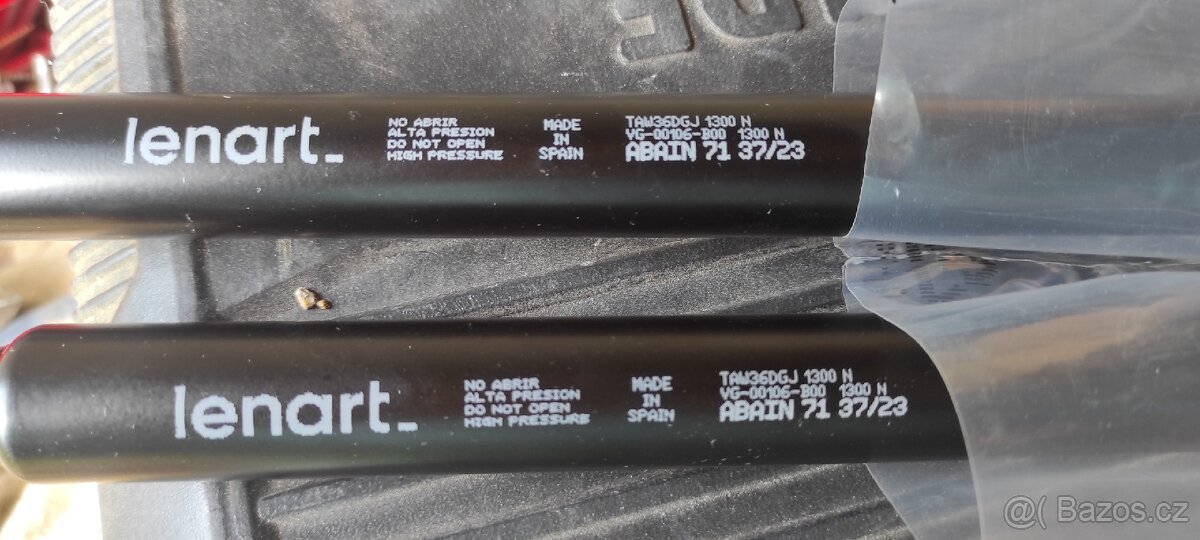 lenart_
NO ABRIR
ALTA PRESION
DO NOT OPEN
HIGH PRESSURE
MADE
IN
SPAIN
TAW36DGJ 1300 N
VG-00106-B00 1300 N
ABAIN 71 37/23
lenart_
NO ABRIR
ALTA PRESION
DO NOT OPEN
HIGH PRESSURE
MADE
IN
SPAIN
TAW36DGJ 1300 N
VG-00106-B00 1300 N
ABAIN 71 37/23
@( Bazos.cz